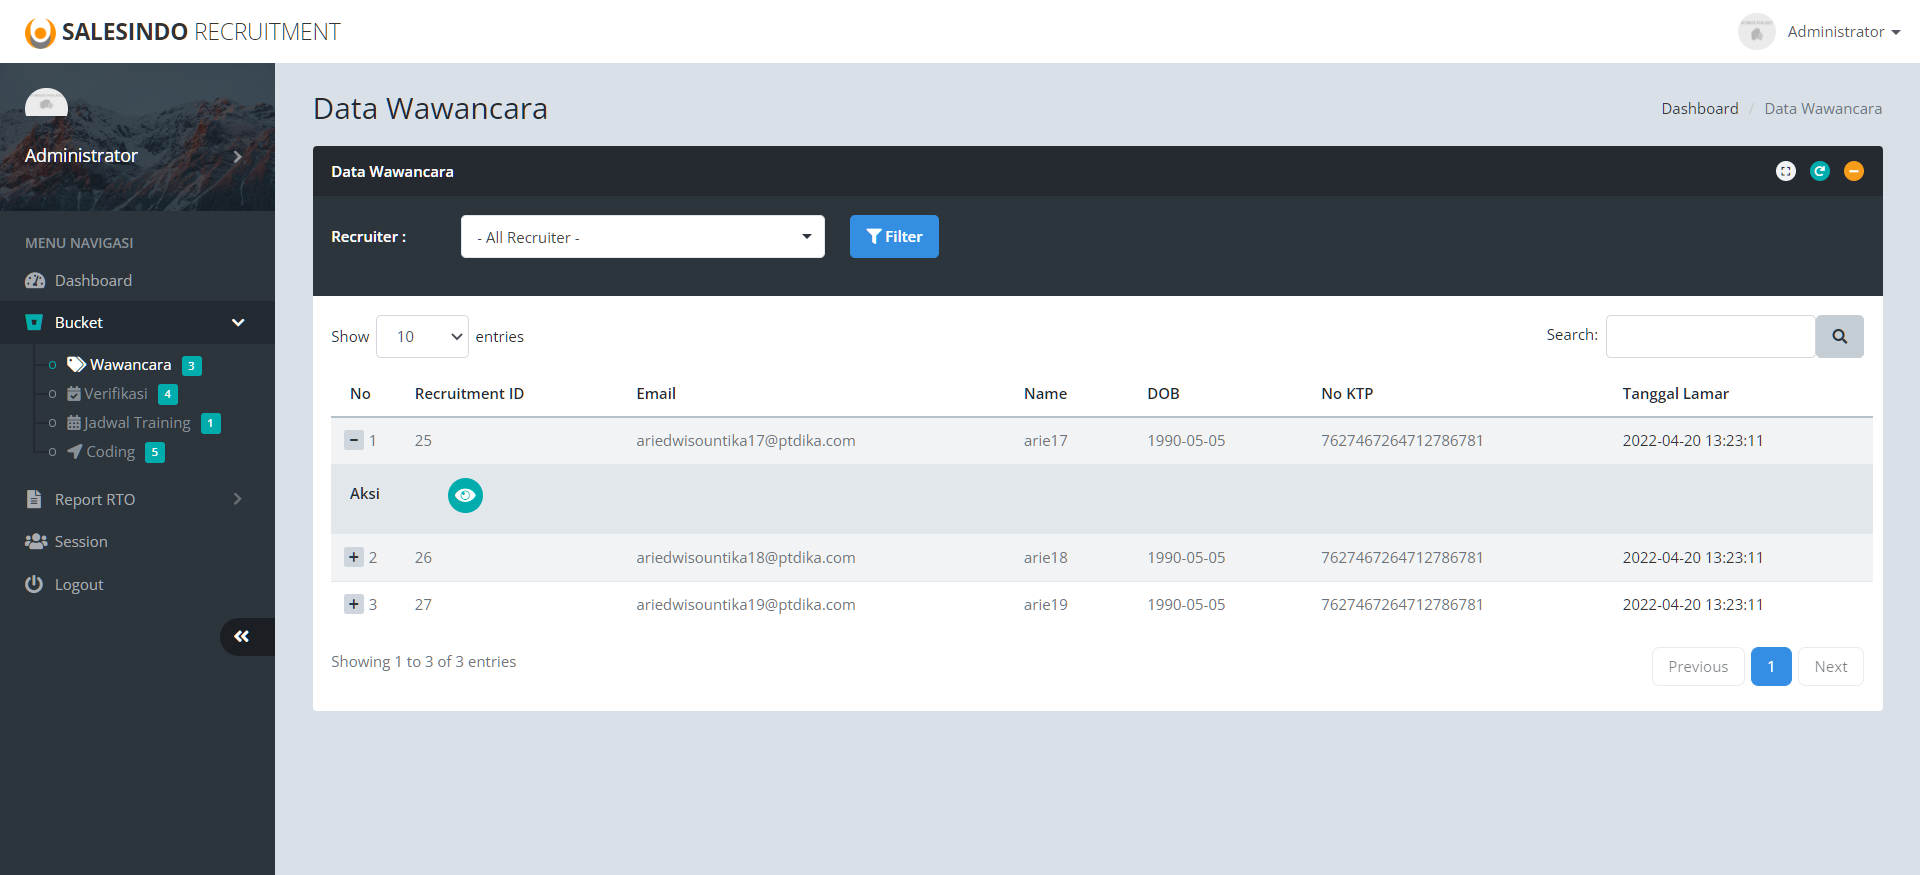 SALESINDO RECRUITMENT
Administrator
Administrator
MENU NAVIGASI
Dashboard
Bucket
Wawancara 3
Verifikasi 4
Jadwal Training 1
Coding 5
Report RTO
Session
Logout
Data Wawancara
Dashboard / Data Wawancara
Data Wawancara
Recruiter :
- All Recruiter -
Filter
Show 10 entries
Search:
No Recruitment ID Email Name DOB No KTP Tanggal Lamar
1 25 ariedwisountika17@ptdika.com arie17 1990-05-05 7627467264712786781 2022-04-20 13:23:11
Aksi
2 26 ariedwisountika18@ptdika.com arie18 1990-05-05 7627467264712786781 2022-04-20 13:23:11
3 27 ariedwisountika19@ptdika.com arie19 1990-05-05 7627467264712786781 2022-04-20 13:23:11
Showing 1 to 3 of 3 entries
Previous 1 Next